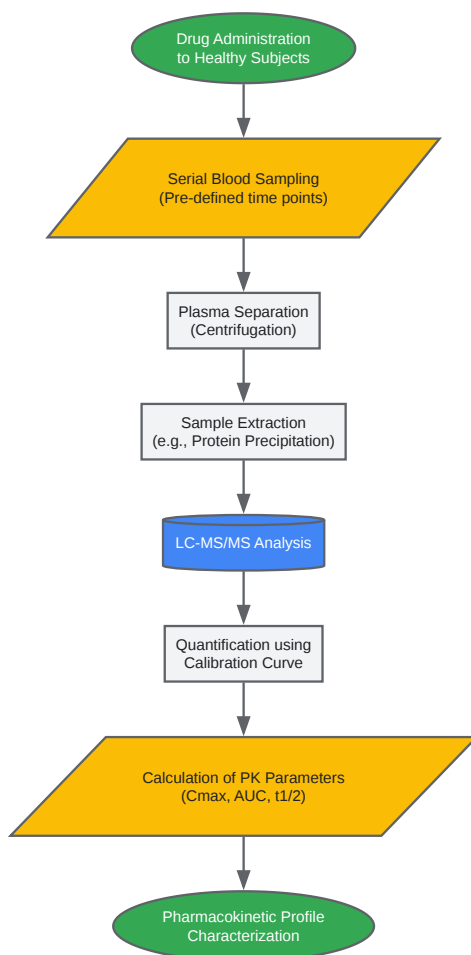 Drug Administration
to Healthy Subjects
Serial Blood Sampling
(Pre-defined time points)
Plasma Separation
(Centrifugation)
Sample Extraction
(e.g., Protein Precipitation)
LC-MS/MS Analysis
Quantification using
Calibration Curve
Calculation of PK Parameters
(Cmax, AUC, t1/2)
Pharmacokinetic Profile
Characterization